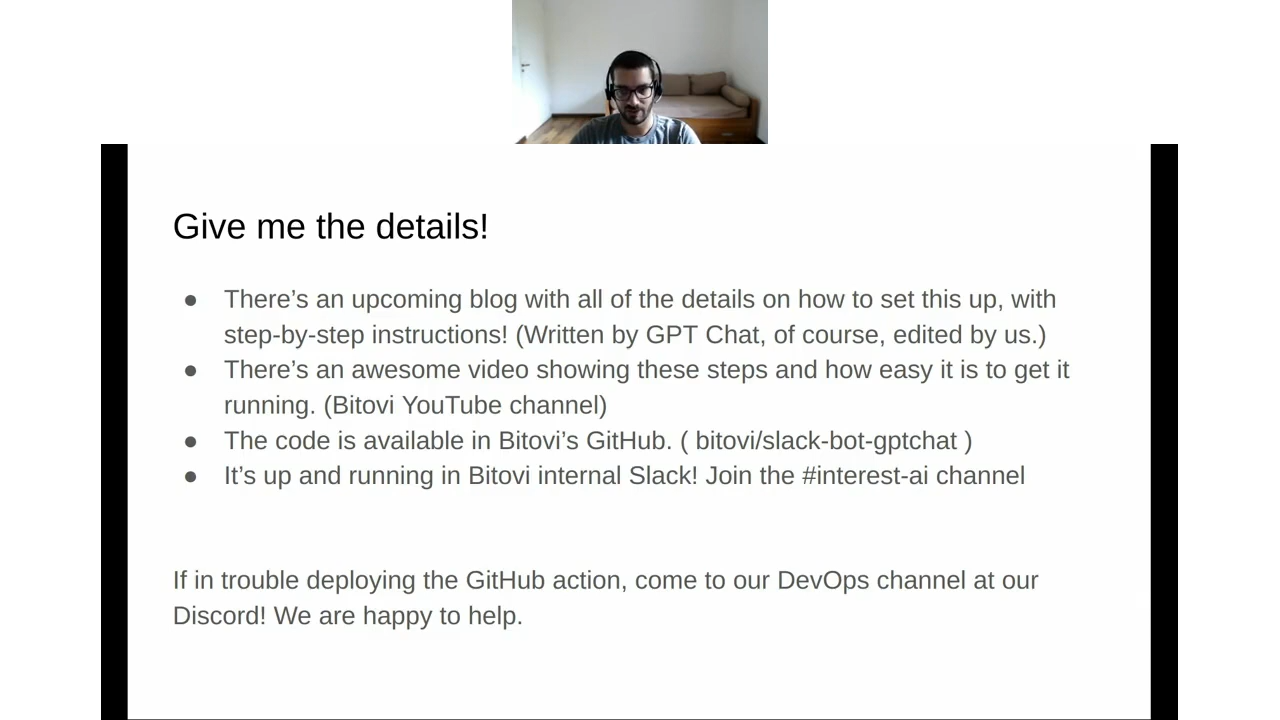 Give me the details!
● There’s an upcoming blog with all of the details on how to set this up, with
step-by-step instructions! (Written by GPT Chat, of course, edited by us.)
● There’s an awesome video showing these steps and how easy it is to get it
running. (Bitovi YouTube channel)
● The code is available in Bitovi’s GitHub. ( bitovi/slack-bot-gptchat )
● It’s up and running in Bitovi internal Slack! Join the #interest-ai channel
If in trouble deploying the GitHub action, come to our DevOps channel at our
Discord! We are happy to help.